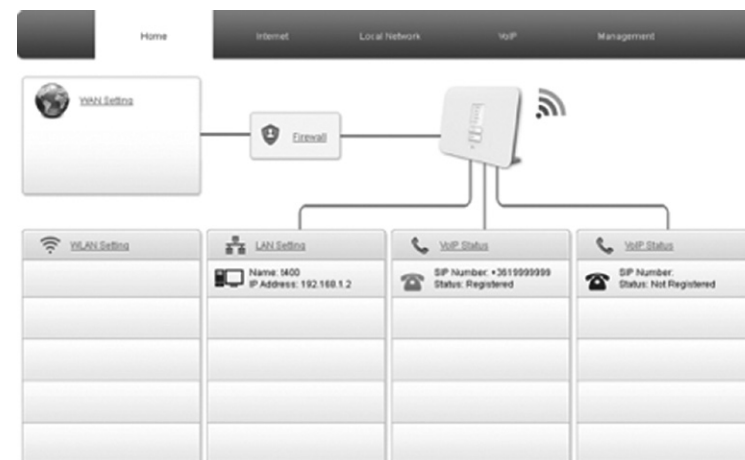 Home Internet Local Network VoIP Management
WAN Setting
Firewall
WLAN Setting LAN Setting VoIP Status VoIP Status
Name: t400 SIP Number: +3619999999 SIP Number:
IP Address: 192.168.1.2 Status: Registered Status: Not Registered